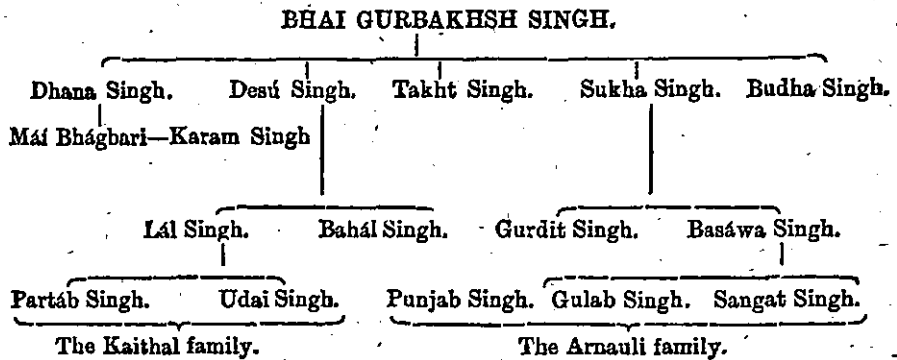 BHAI GURBAKHSH SINGH.
Dhana Singh. Desú Singh. Takht Singh. Sukha Singh. Budha Singh.
Máí Bhágbari—Karam Singh
Lál Singh. Bahál Singh. Gurdit Singh. Basáwa Singh.
Partáb Singh. Udai Singh. Punjab Singh. Gulab Singh. Sangat Singh.
The Kaithal family. The Arnauli family.